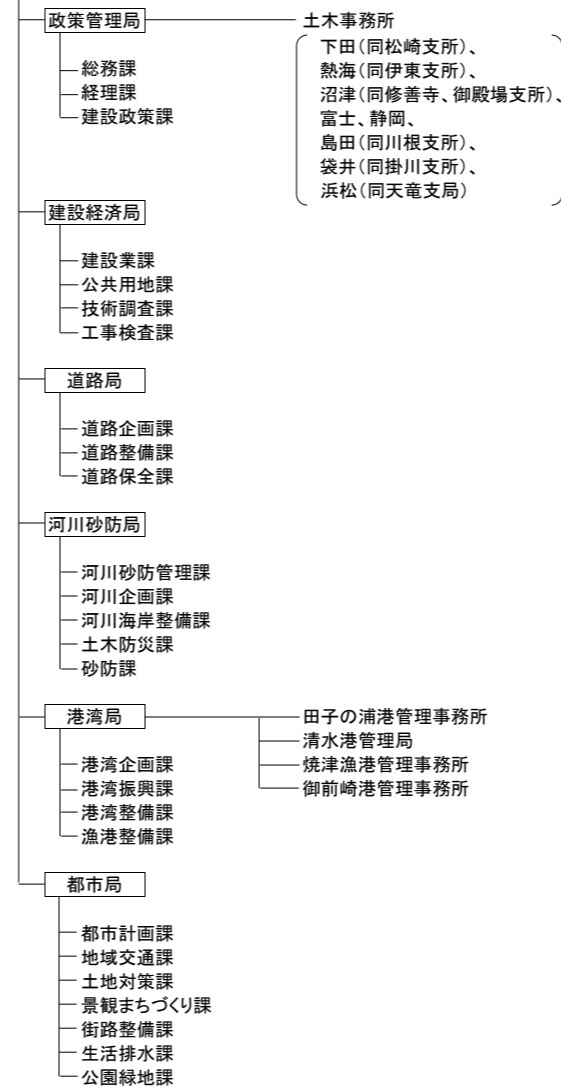 政策管理局
土木事務所
下田(同松崎支所)、
熱海(同伊東支所)、
沼津(同修善寺、御殿場支所)、
富士、静岡、
島田(同川根支所)、
袋井(同掛川支所)、
浜松(同天竜支局)
総務課
経理課
建設政策課
建設経済局
建設業課
公共用地課
技術調査課
工事検査課
道路局
道路企画課
道路整備課
道路保全課
河川砂防局
河川砂防管理課
河川企画課
河川海岸整備課
土木防災課
砂防課
港湾局
田子の浦港管理事務所
清水港管理局
焼津漁港管理事務所
御前崎港管理事務所
港湾企画課
港湾振興課
港湾整備課
漁港整備課
都市局
都市計画課
地域交通課
土地対策課
景観まちづくり課
街路整備課
生活排水課
公園緑地課